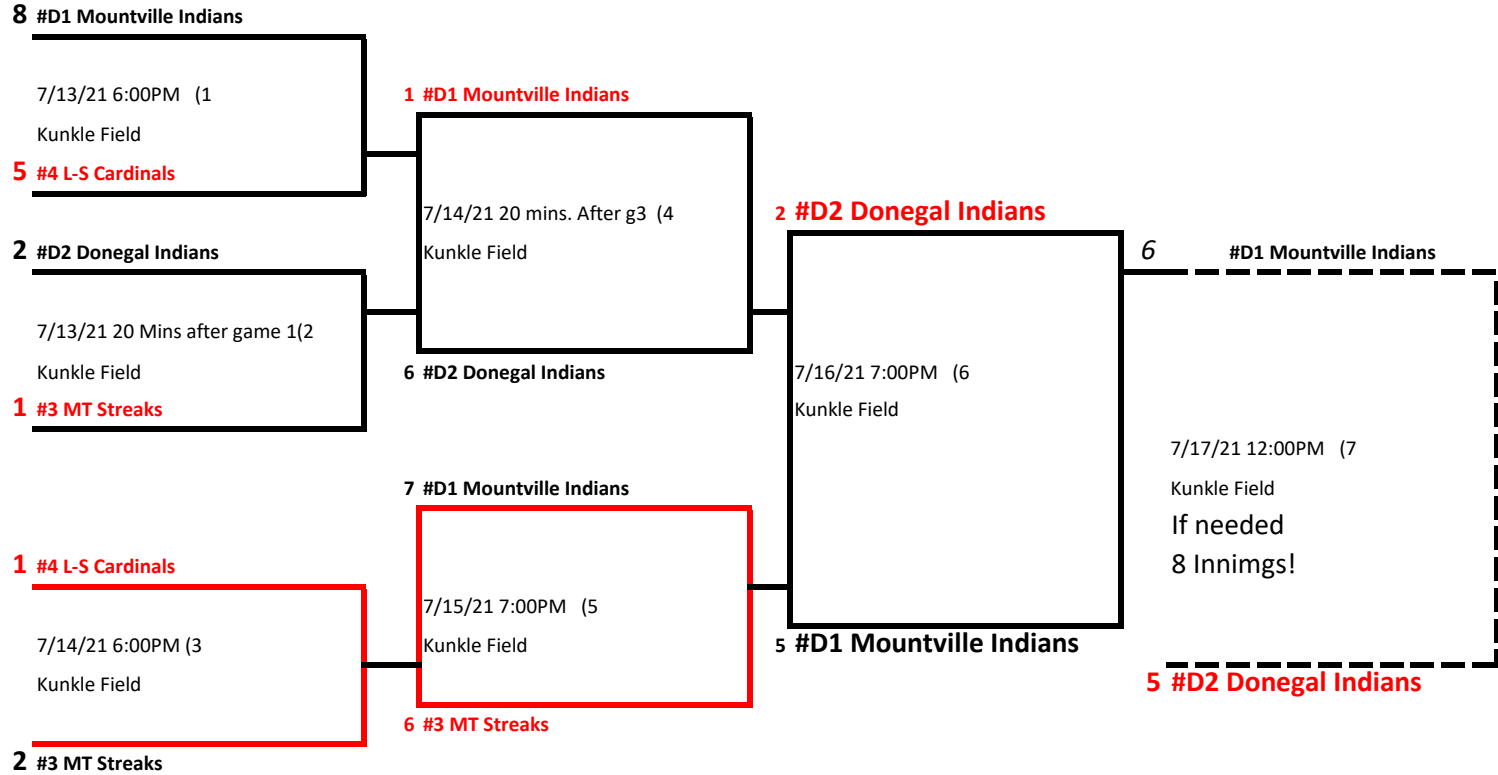 8 #D1 Mountville Indians
7/13/21 6:00PM (1
Kunkle Field
5 #4 L-S Cardinals
2 #D2 Donegal Indians
7/13/21 20 Mins after game 1(2
Kunkle Field
1 #3 MT Streaks
1 #4 L-S Cardinals
7/14/21 6:00PM (3
Kunkle Field
2 #3 MT Streaks
1 #D1 Mountville Indians
7/14/21 20 mins. After g3 (4
Kunkle Field
6 #D2 Donegal Indians
7 #D1 Mountville Indians
7/15/21 7:00PM (5
Kunkle Field
6 #3 MT Streaks
2 #D2 Donegal Indians
7/16/21 7:00PM (6
Kunkle Field
5 #D1 Mountville Indians
6 #D1 Mountville Indians
7/17/21 12:00PM (7
Kunkle Field
If needed
8 Innimgs!
5 #D2 Donegal Indians